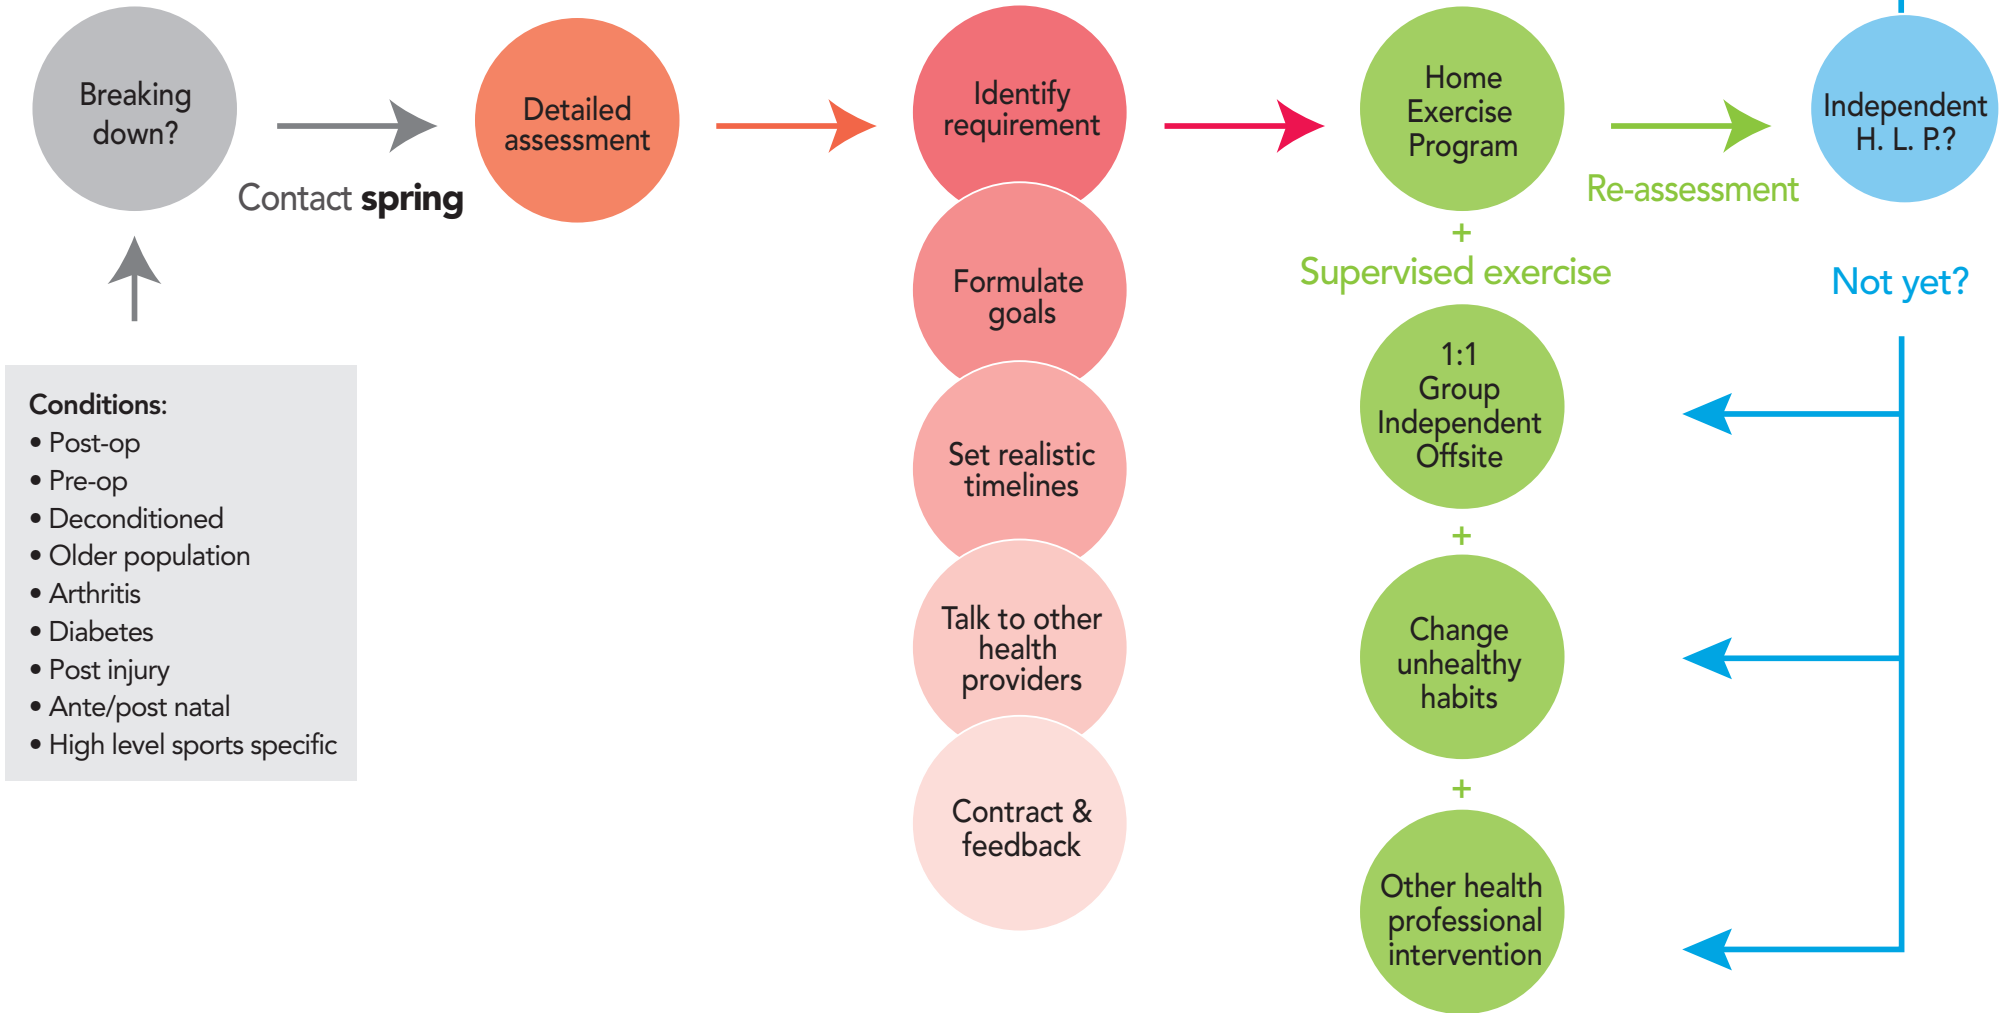 Breaking
down?
Contact spring
Conditions:
• Post-op
• Pre-op
• Deconditioned
• Older population
• Arthritis
• Diabetes
• Post injury
• Ante/post natal
• High level sports specific
Detailed
assessment
Identify
requirement
Formulate
goals
Set realistic
timelines
Talk to other
health
providers
Contract &
feedback
Home
Exercise
Program
+
Supervised exercise
1:1
Group
Independent
Offsite
+
Change
unhealthy
habits
+
Other health
professional
intervention
Re-assessment
Independent
H. L. P.?
Not yet?